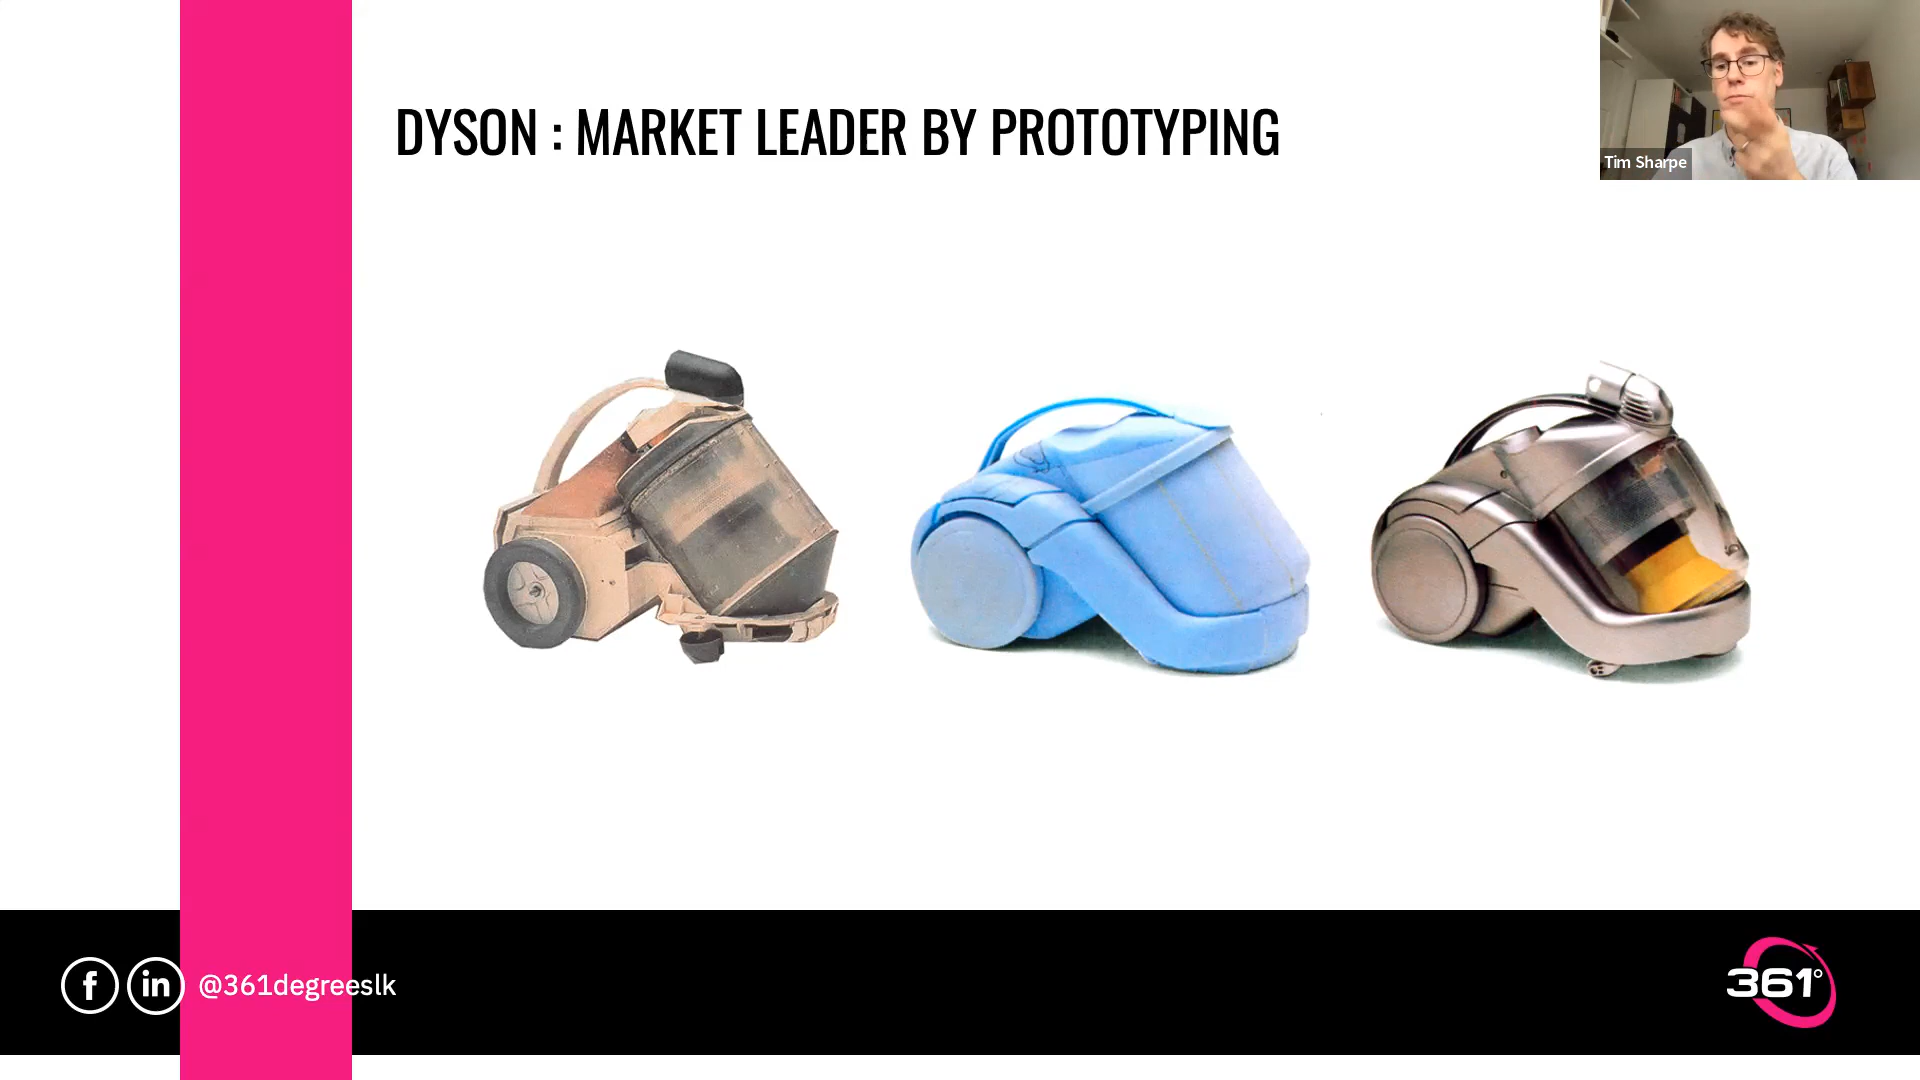 DYSON : MARKET LEADER BY PROTOTYPING
Tim Sharpe
@361degreeslk
361°